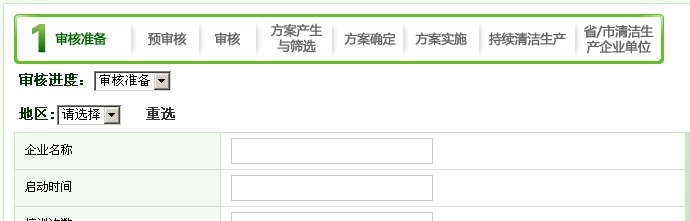 1 审核准备 预审核 审核 方案产生与筛选 方案确定 方案实施 持续清洁生产 省/市清洁生产企业单位
审核进度： 审核准备
地区: 请选择 重选
企业名称
启动时间